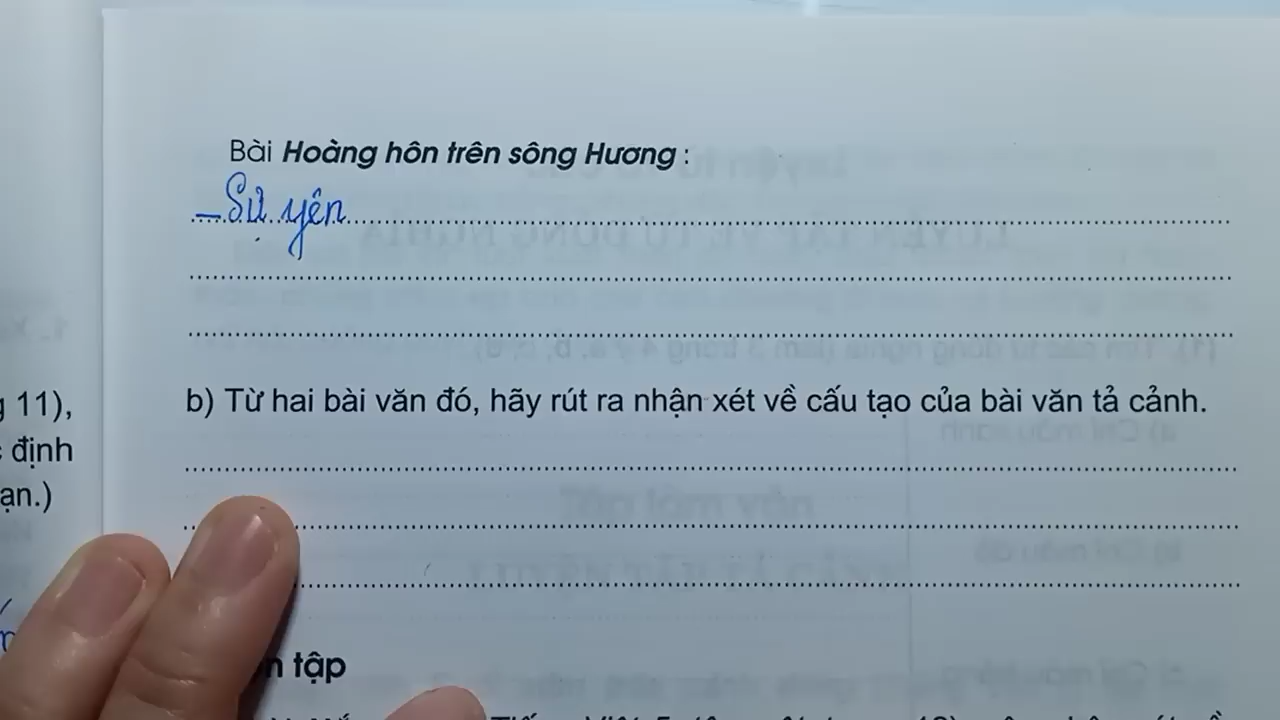 Bài Hoàng hôn trên sông Hương :
– Sự yên
b) Từ hai bài văn đó, hãy rút ra nhận xét về cấu tạo của bài văn tả cảnh.
11),
định
ạn.)
tập